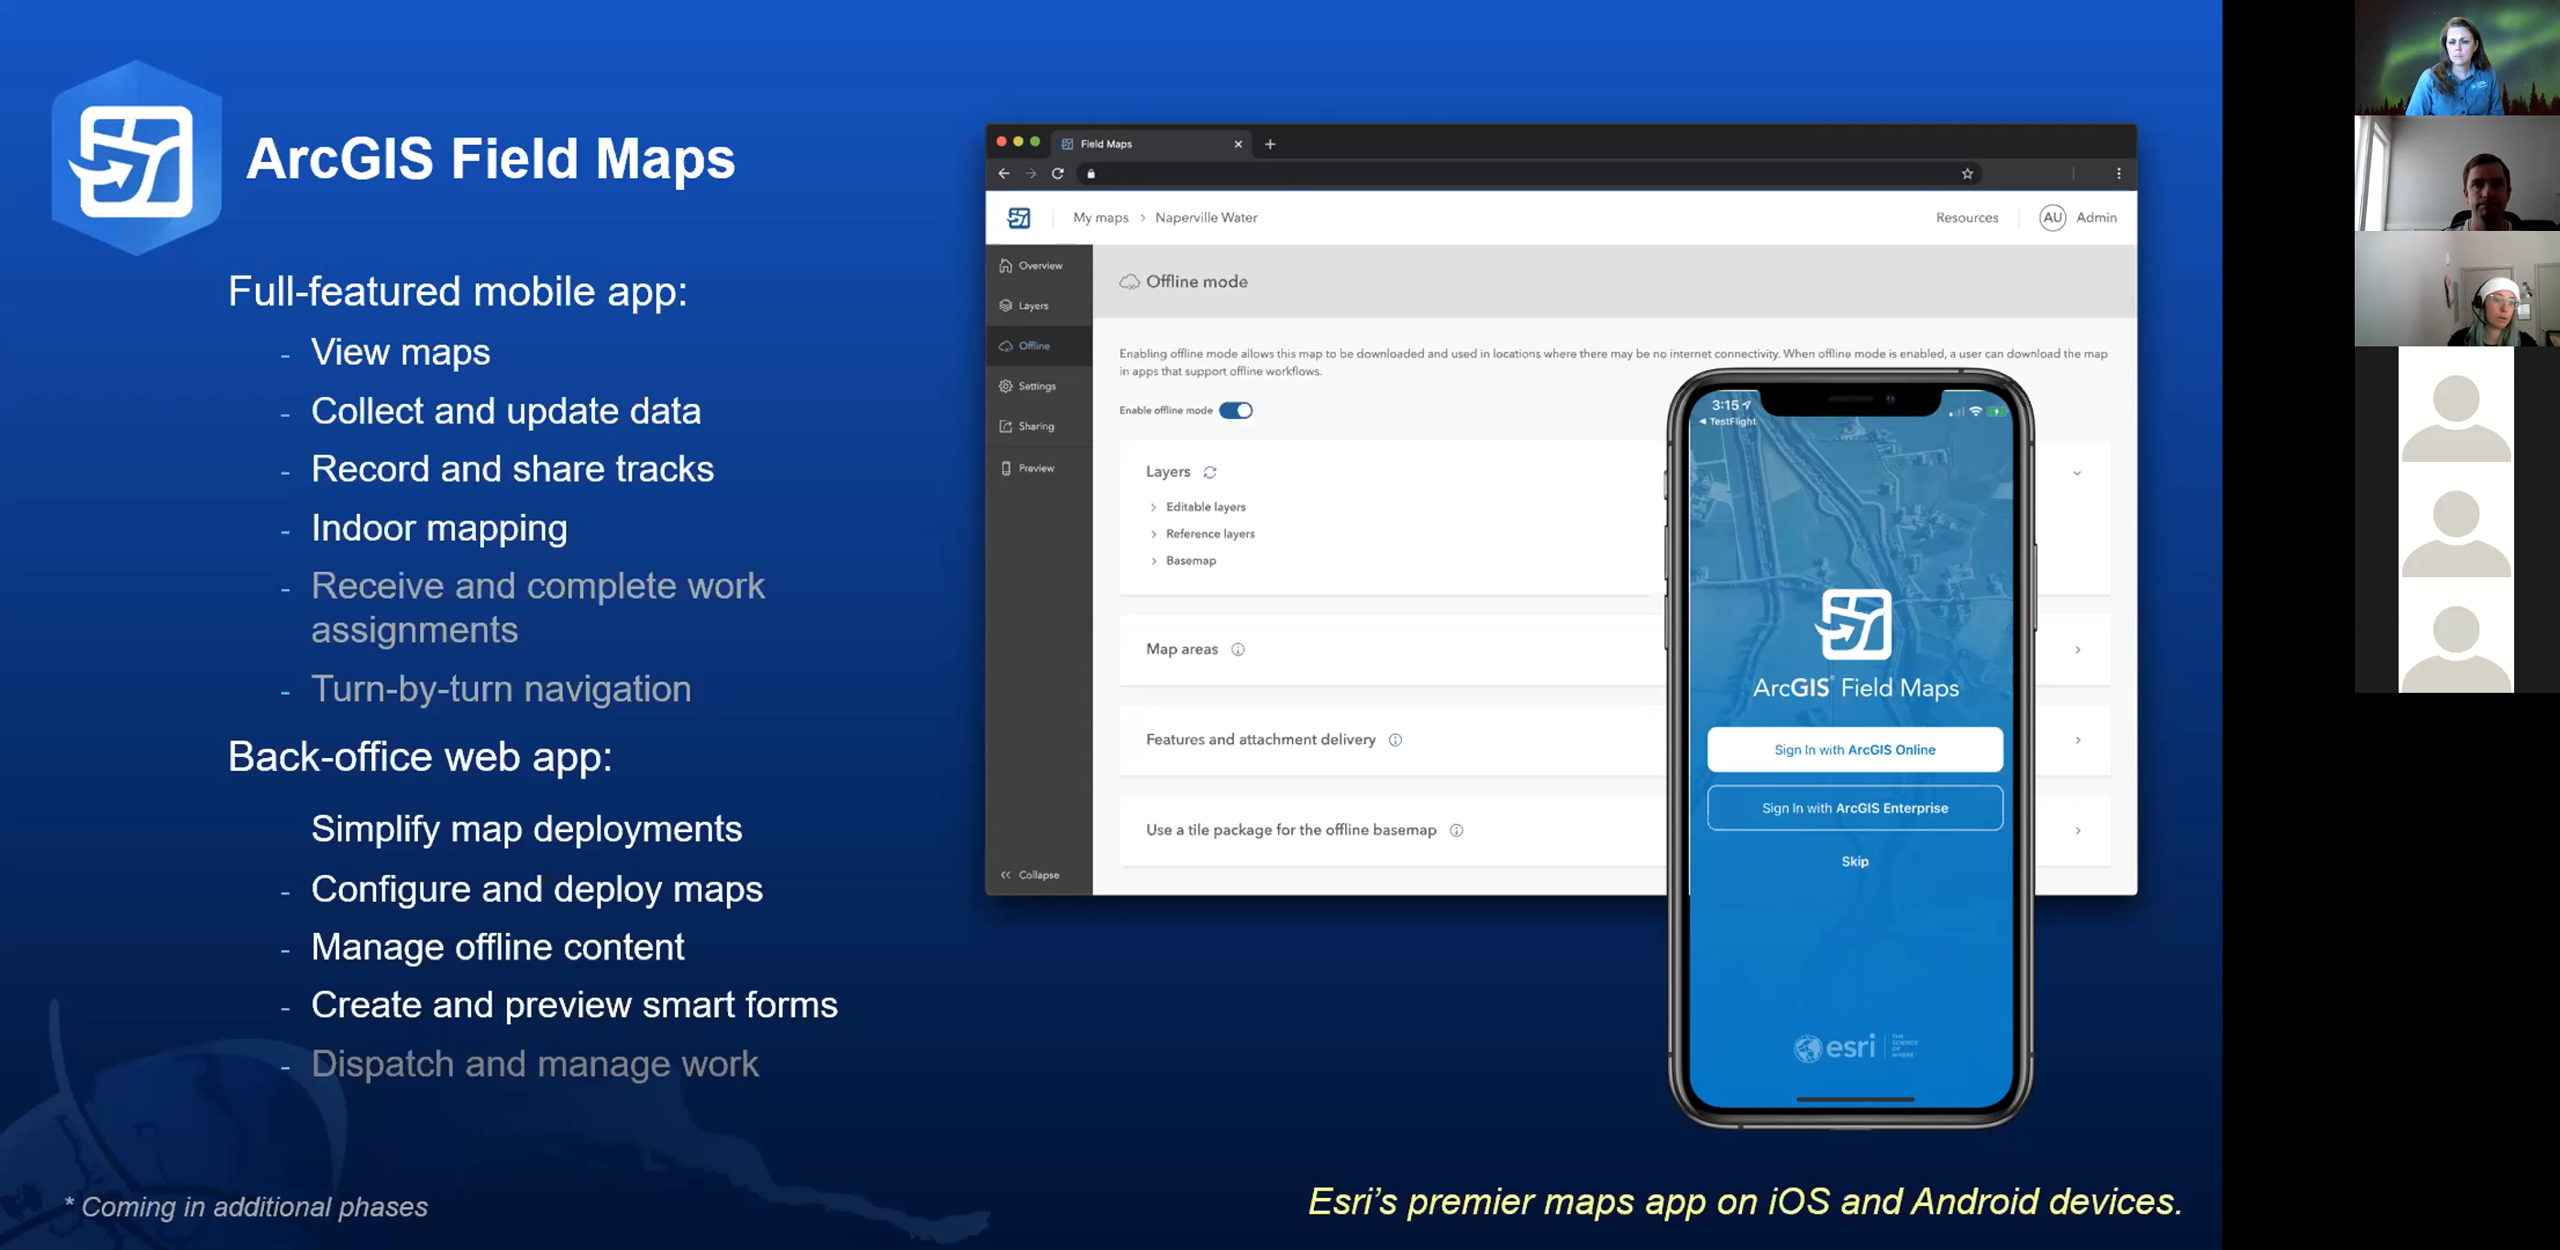 ArcGIS Field Maps
Full-featured mobile app:
- View maps
- Collect and update data
- Record and share tracks
- Indoor mapping
- Receive and complete work
assignments
- Turn-by-turn navigation
Back-office web app:
Simplify map deployments
- Configure and deploy maps
- Manage offline content
- Create and preview smart forms
- Dispatch and manage work
* Coming in additional phases
Field Maps
My maps > Naperville Water
Resources
AU Admin
Overview
Layers
Offline
Settings
Sharing
Preview
Collapse
Offline mode
Enabling offline mode allows this map to be downloaded and used in locations where there may be no internet connectivity. When offline mode is enabled, a user can download the map
in apps that support offline workflows.
Enable offline mode
Layers
Editable layers
Reference layers
Basemap
Map areas
Features and attachment delivery
Use a tile package for the offline basemap
3:15
TestFlight
ArcGIS Field Maps
Sign In with ArcGIS Online
Sign In with ArcGIS Enterprise
Skip
esri
THE
SCIENCE
OF
WHERE
Esri's premier maps app on iOS and Android devices.